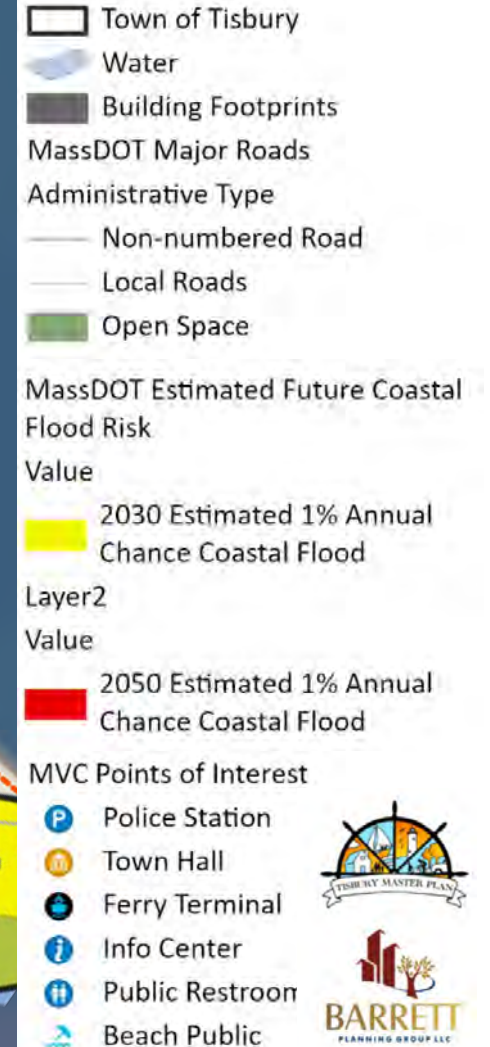 Town of Tisbury
Water
Building Footprints
MassDOT Major Roads
Administrative Type
Non-numbered Road
Local Roads
Open Space
MassDOT Estimated Future Coastal
Flood Risk
Value
2030 Estimated 1% Annual
Chance Coastal Flood
Layer2
Value
2050 Estimated 1% Annual
Chance Coastal Flood
MVC Points of Interest
P Police Station
Town Hall
Ferry Terminal
i Info Center
Public Restroom
Beach Public
TISBURY MASTER PLAN
BARRETT
PLANNING GROUP LLC